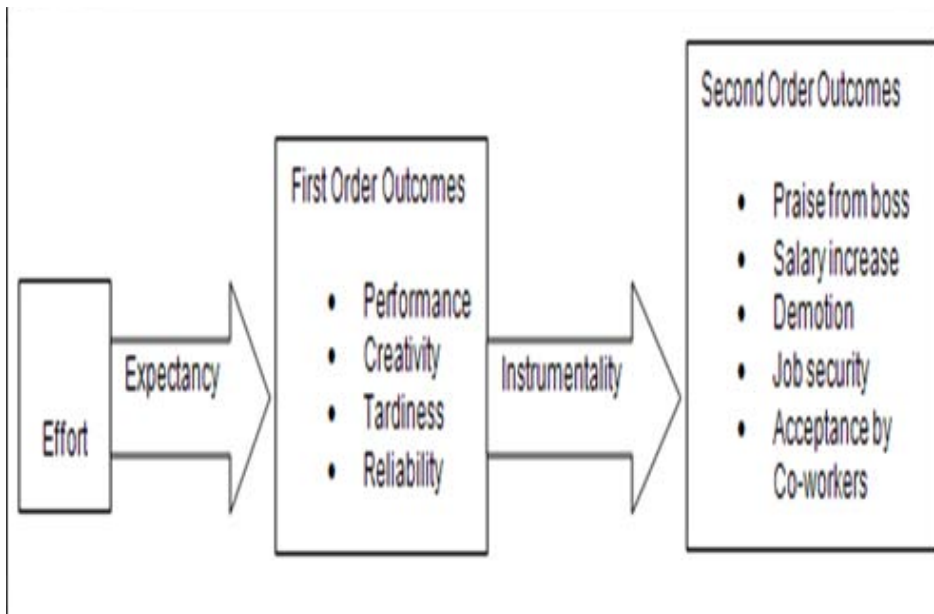 Effort
Expectancy
First Order Outcomes
• Performance
• Creativity
• Tardiness
• Reliability
Instrumentality
Second Order Outcomes
• Praise from boss
• Salary increase
• Demotion
• Job security
• Acceptance by
Co-workers